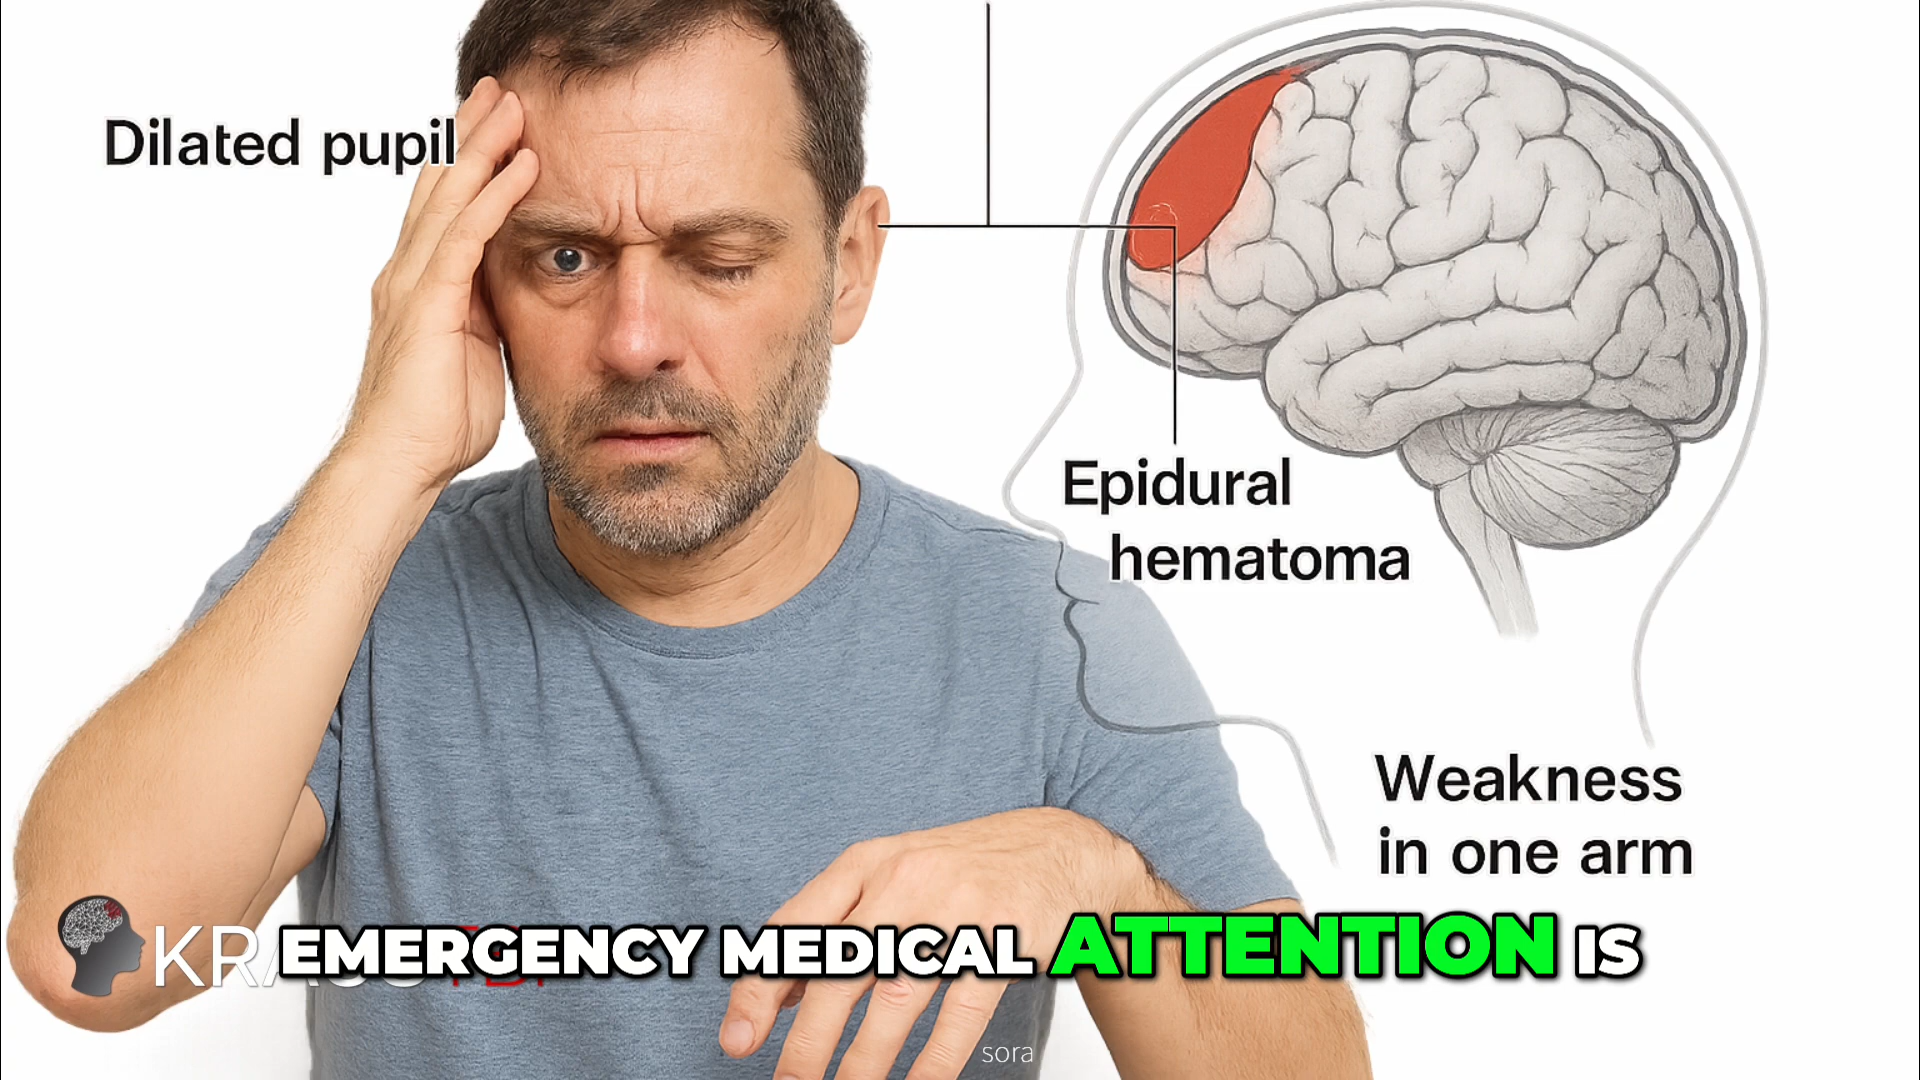 Dilated pupil
Epidural
hematoma
Weakness
in one arm
EMERGENCY MEDICAL ATTENTION IS
sora